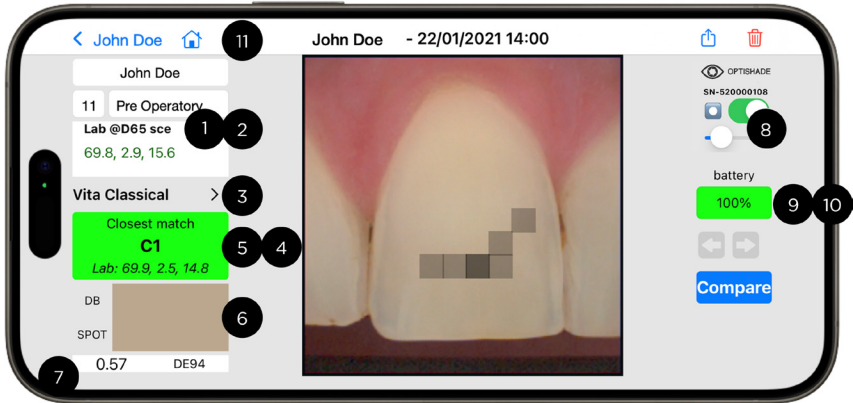 John Doe
11
John Doe - 22/01/2021 14:00
John Doe
11 Pre Operatory
Lab @D65 sce
1 2
69.8, 2.9, 15.6
Vita Classical >
3
Closest match
C1
Lab: 69.9, 2.5, 14.8
5 4
DB
SPOT
6
0.57 DE94
7
OPTISHADE
SN-520000108
8
battery
100%
9 10
Compare